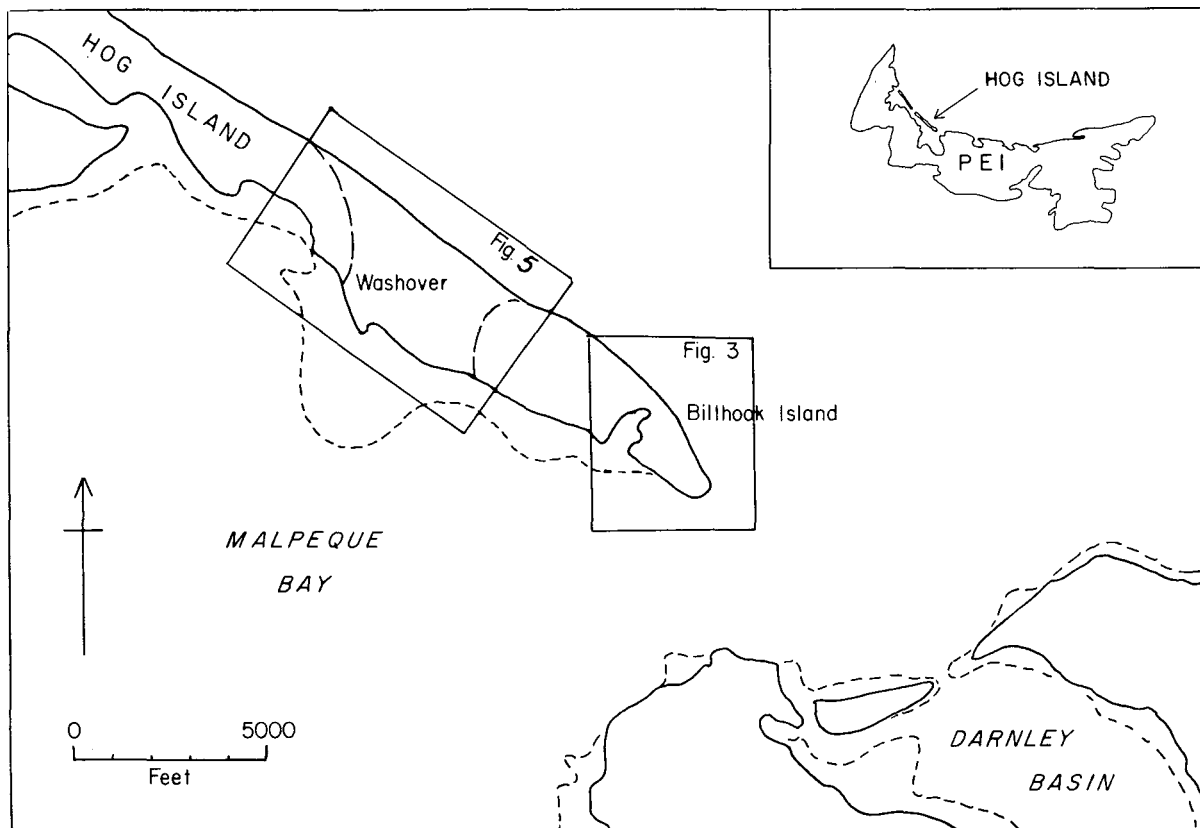 HOG
ISLAND
HOG ISLAND
PEI
Fig. 5
Washover
Fig. 3
Billhook Island
MALPEQUE
BAY
0 5000
Feet
DARNLEY
BASIN